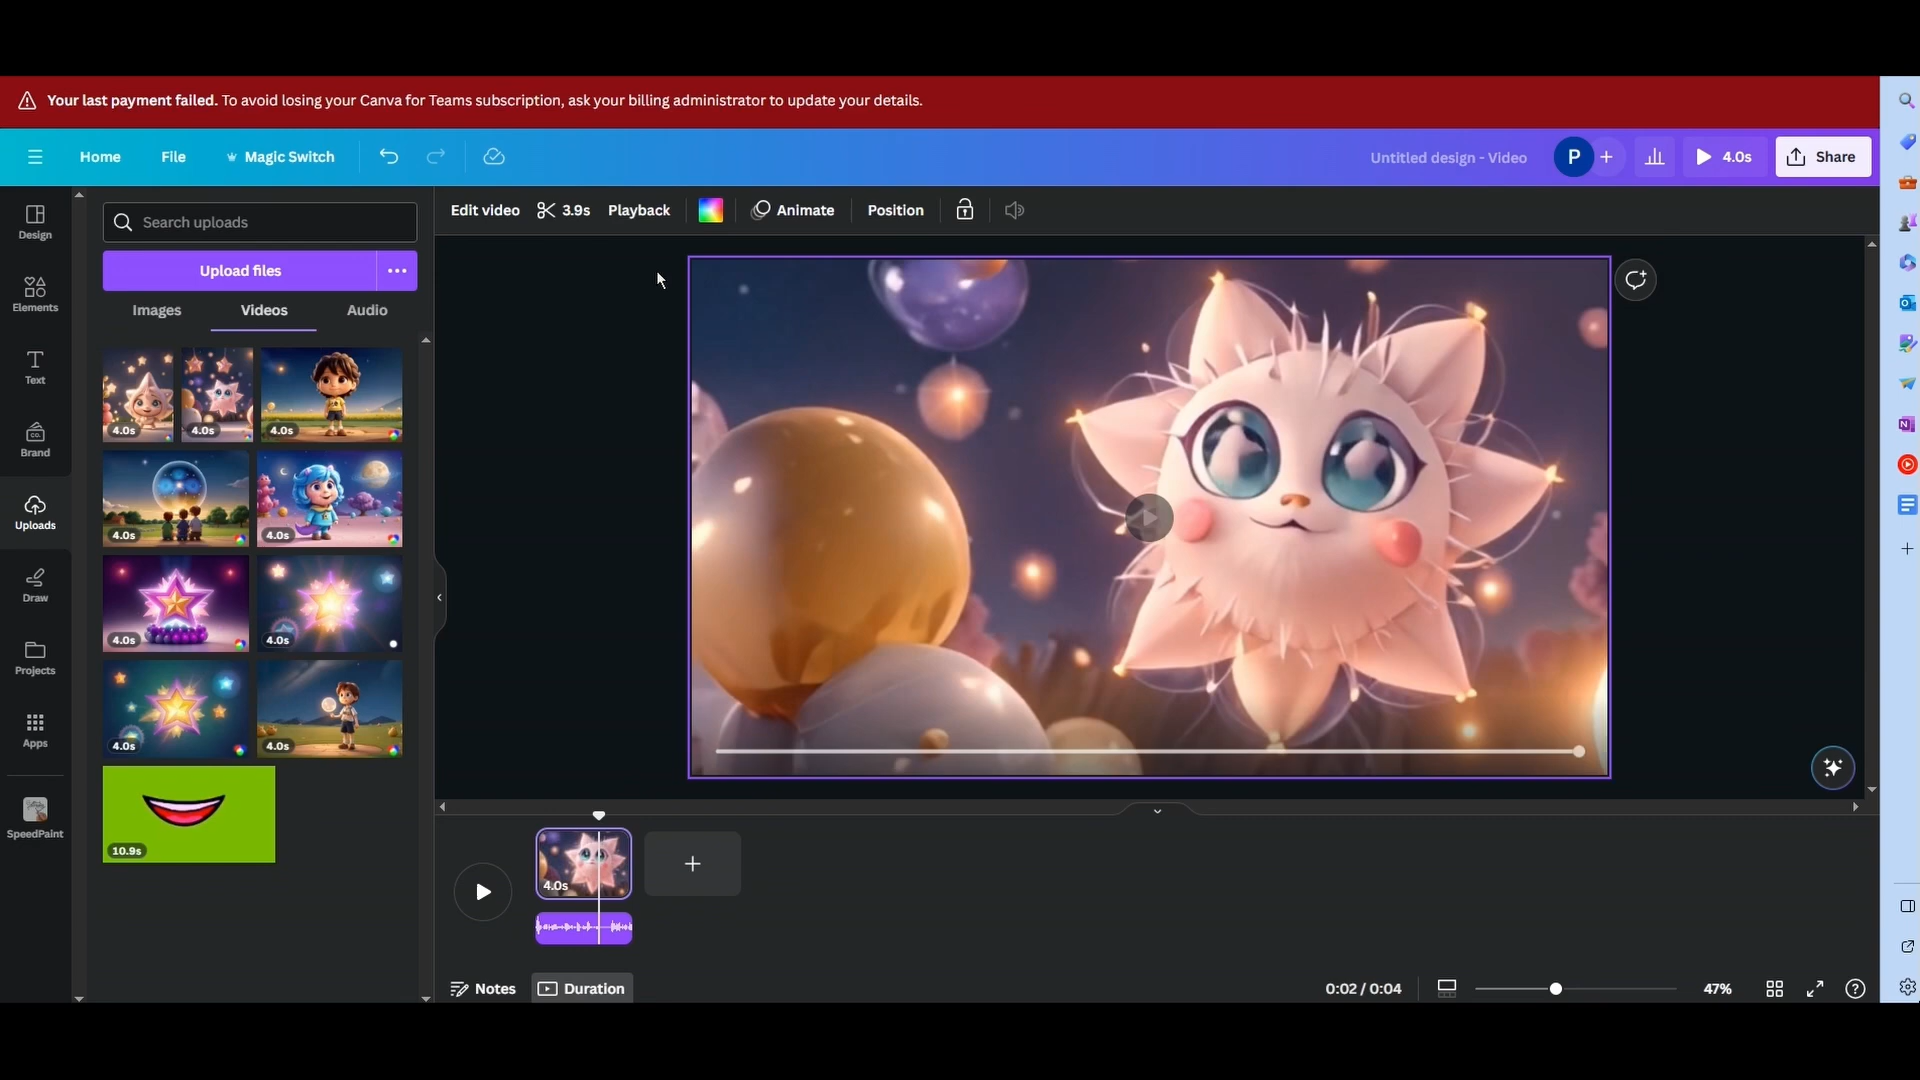 Your last payment failed. To avoid losing your Canva for Teams subscription, ask your billing administrator to update your details.
Home
File
Magic Switch
Untitled design - Video
P
4.0s
Share
Design
Elements
Text
Brand
Uploads
Draw
Projects
Apps
SpeedPaint
Search uploads
Upload files
Images
Videos
Audio
4.0s
4.0s
4.0s
4.0s
4.0s
4.0s
4.0s
4.0s
4.0s
10.9s
Edit video
3.9s
Playback
Animate
Position
4.0s
Notes
Duration
0:02 / 0:04
47%